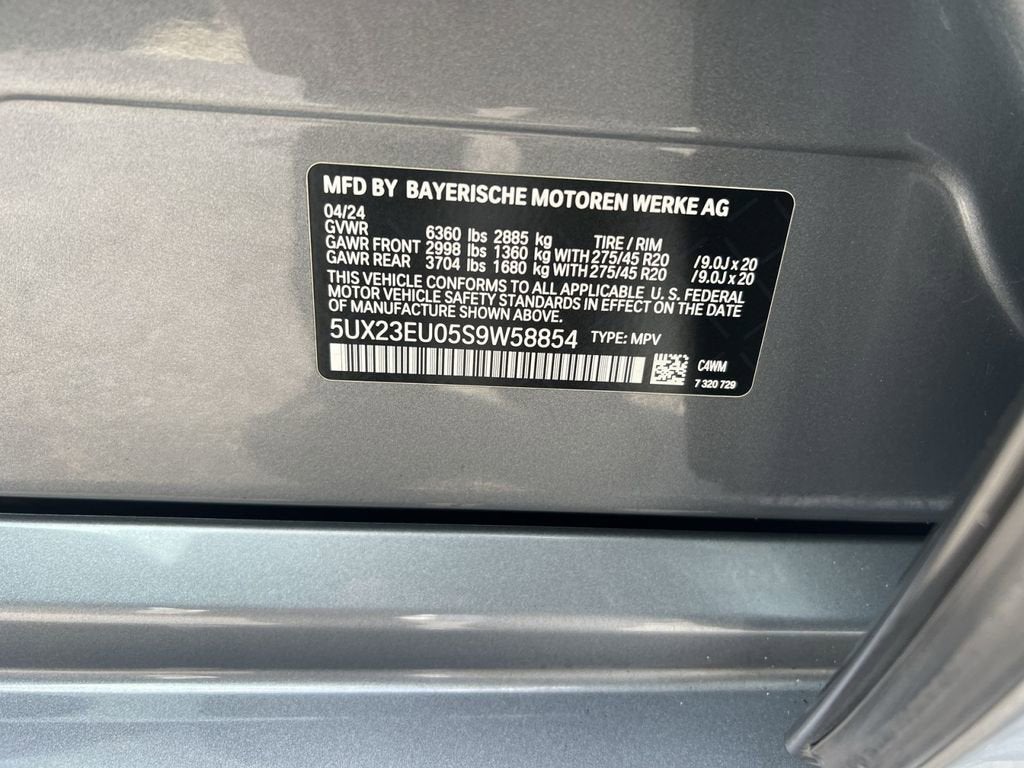 MFD BY BAYERISCHE MOTOREN WERKE AG
04/24
GVWR 6360 lbs 2885 kg TIRE / RIM
GAWR FRONT 2998 lbs 1360 kg WITH 275/45 R20 /9.0J x 20
GAWR REAR 3704 lbs 1680 kg WITH 275/45 R20 /9.0J x 20
THIS VEHICLE CONFORMS TO ALL APPLICABLE U. S. FEDERAL
MOTOR VEHICLE SAFETY STANDARDS IN EFFECT ON THE DATE
OF MANUFACTURE SHOWN ABOVE.
5UX23EU05S9W58854 TYPE: MPV
C4WM
7 320 729